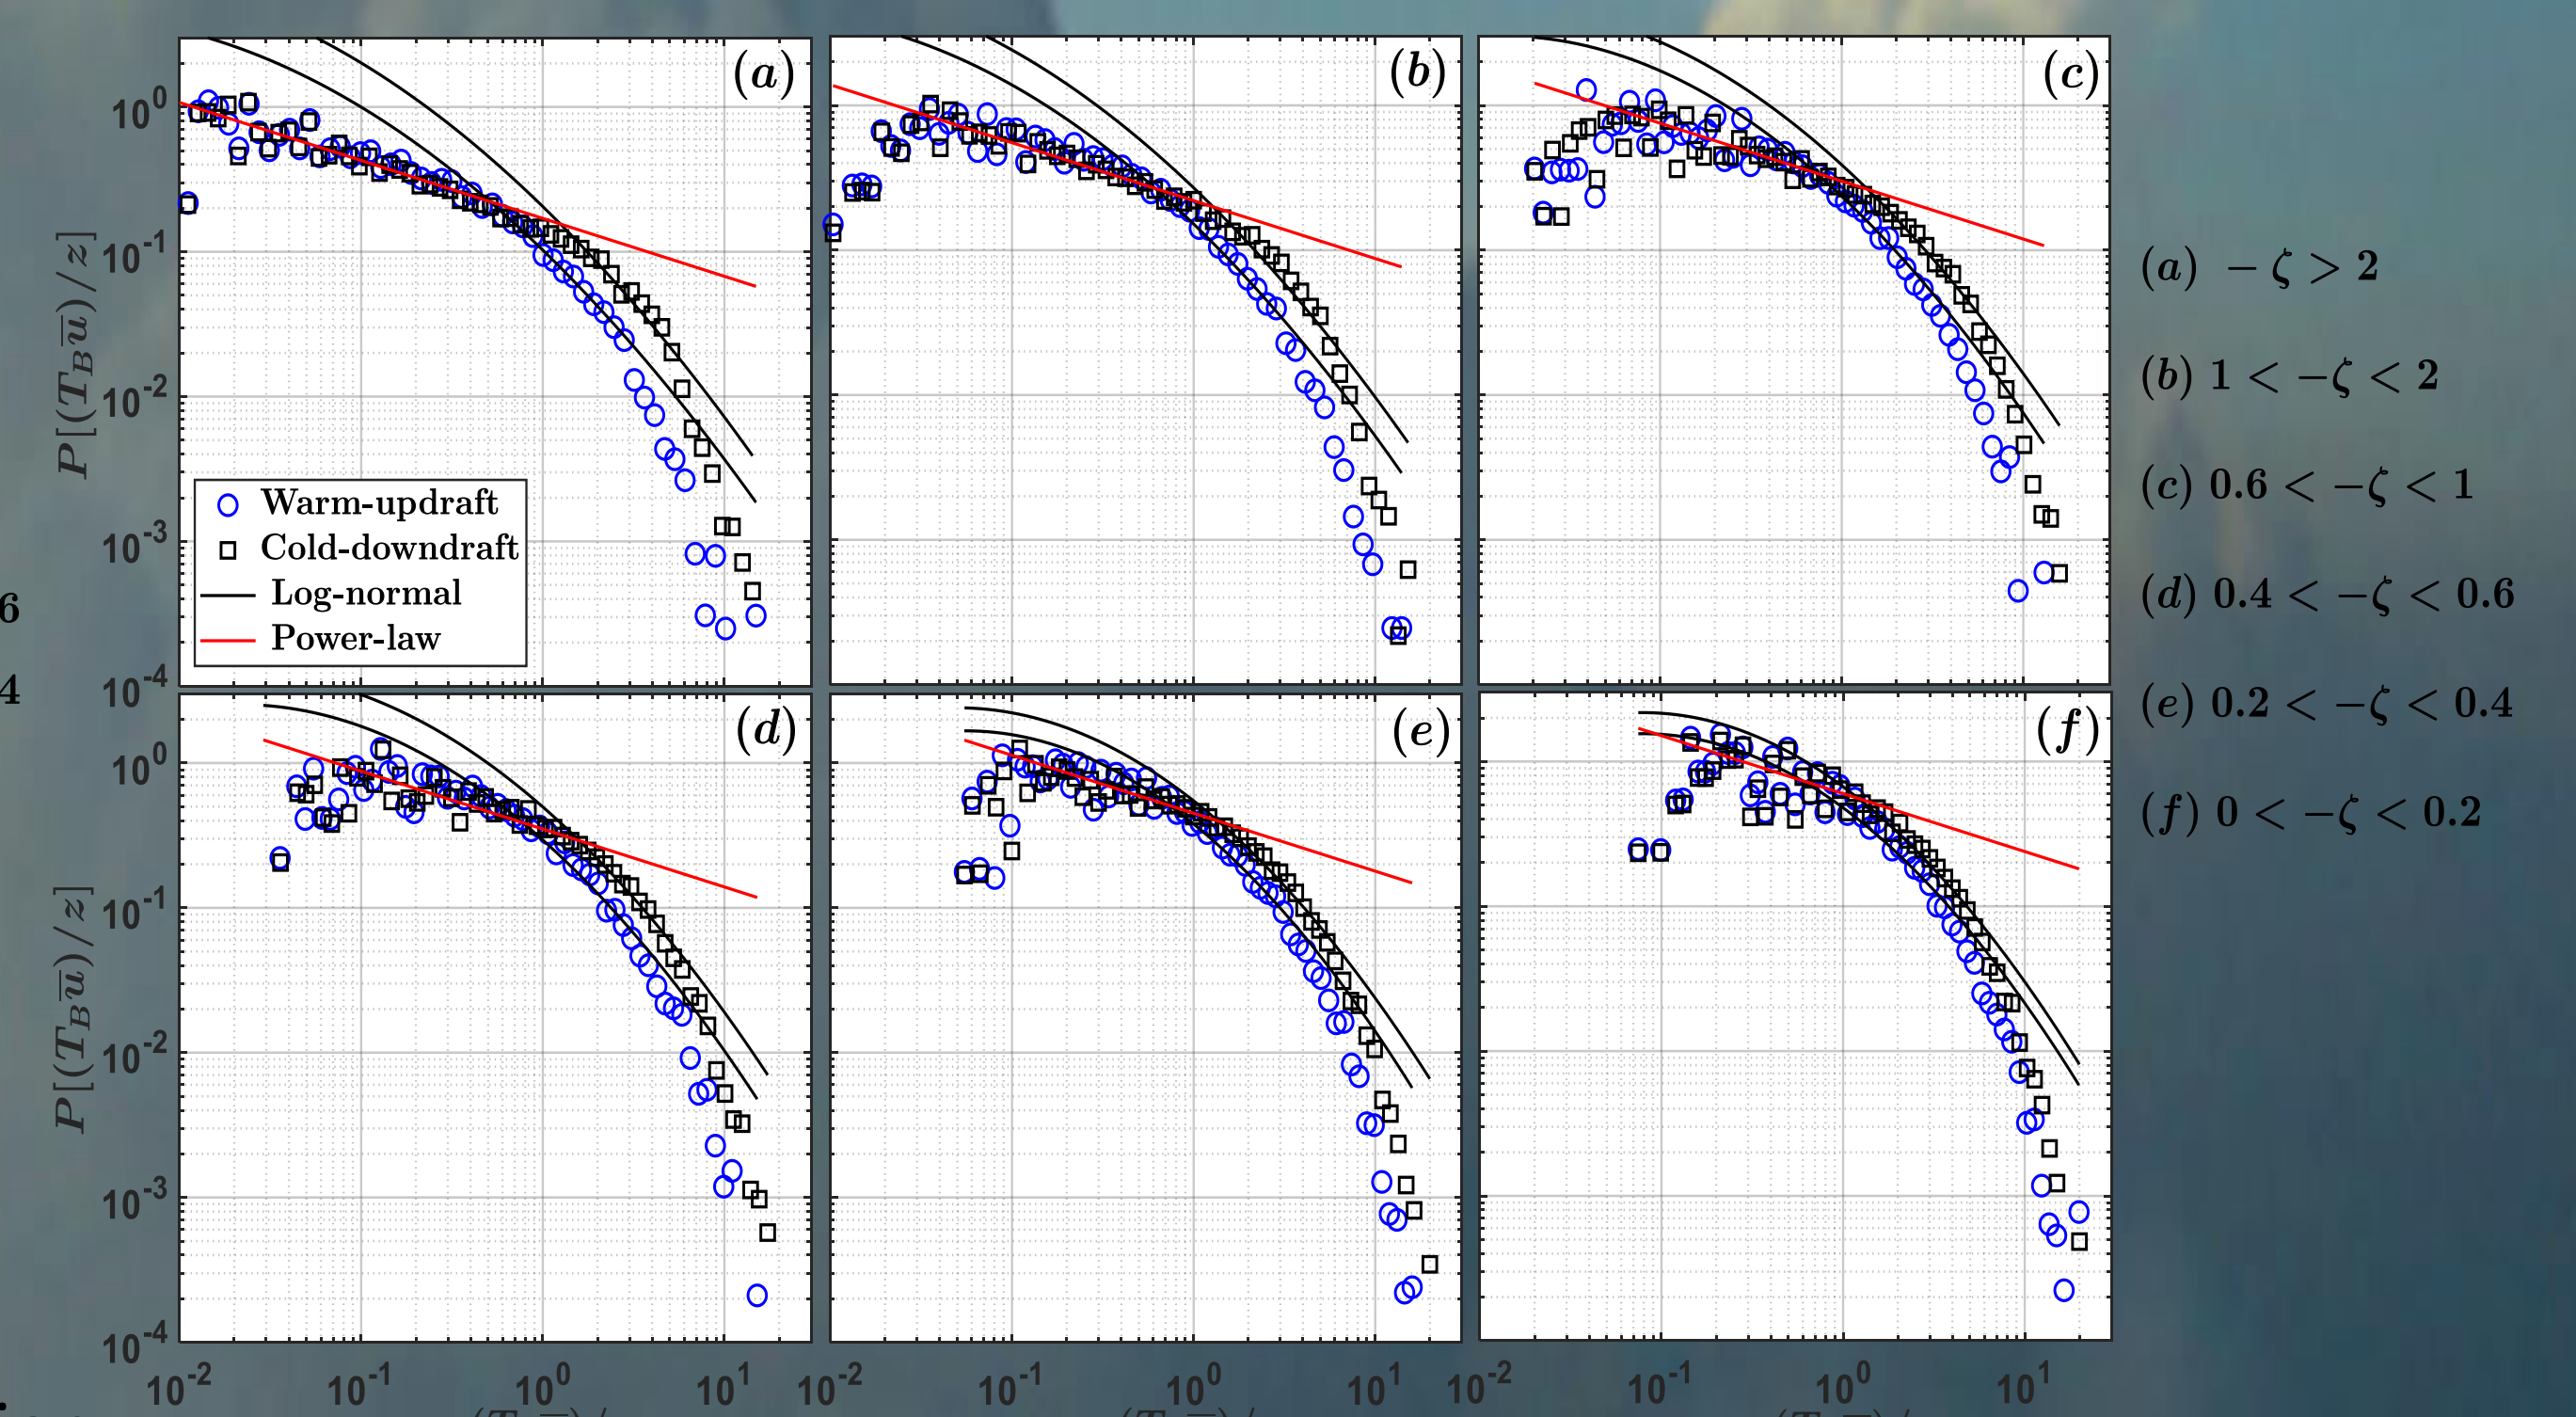 (a)
(b)
(c)
10^0
10^-1
10^-2
10^-3
10^-4
P[(T_B u̅)/z]
Warm-updraft
Cold-downdraft
Log-normal
Power-law
6
4
(a) − ζ > 2
(b) 1 < −ζ < 2
(c) 0.6 < −ζ < 1
(d) 0.4 < −ζ < 0.6
(e) 0.2 < −ζ < 0.4
(f) 0 < −ζ < 0.2
(d)
(e)
(f)
10^0
10^-1
10^-2
10^-3
10^-4
P[(T_B u̅)/z]
10^-2 10^-1 10^0 10^1 10^-2 10^-1 10^0 10^1 10^-2 10^-1 10^0 10^1